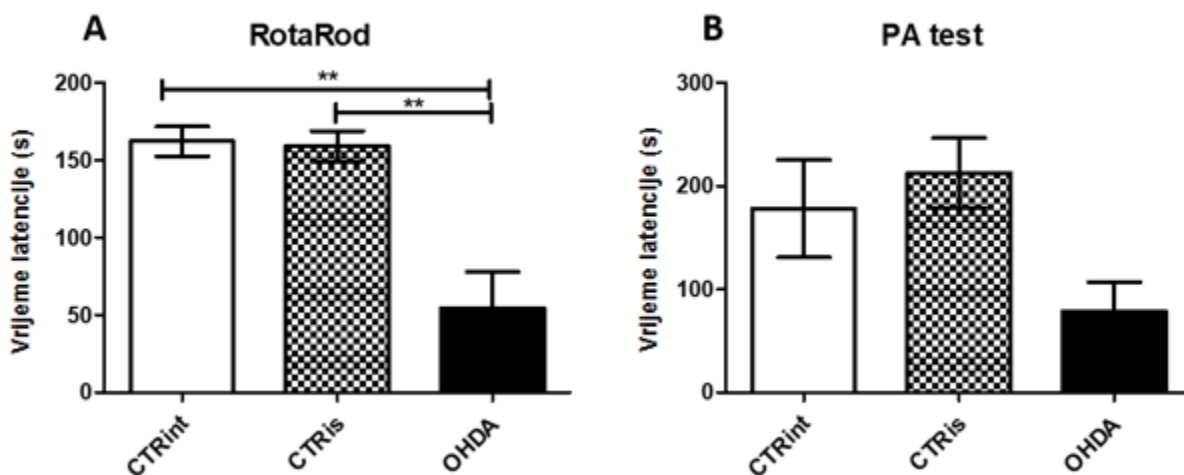 A
RotaRod
Vrijeme latencije (s)
200
150
100
50
0
**
**
CTRint
CTRis
OHDA
B
PA test
Vrijeme latencije (s)
300
200
100
0
CTRint
CTRis
OHDA